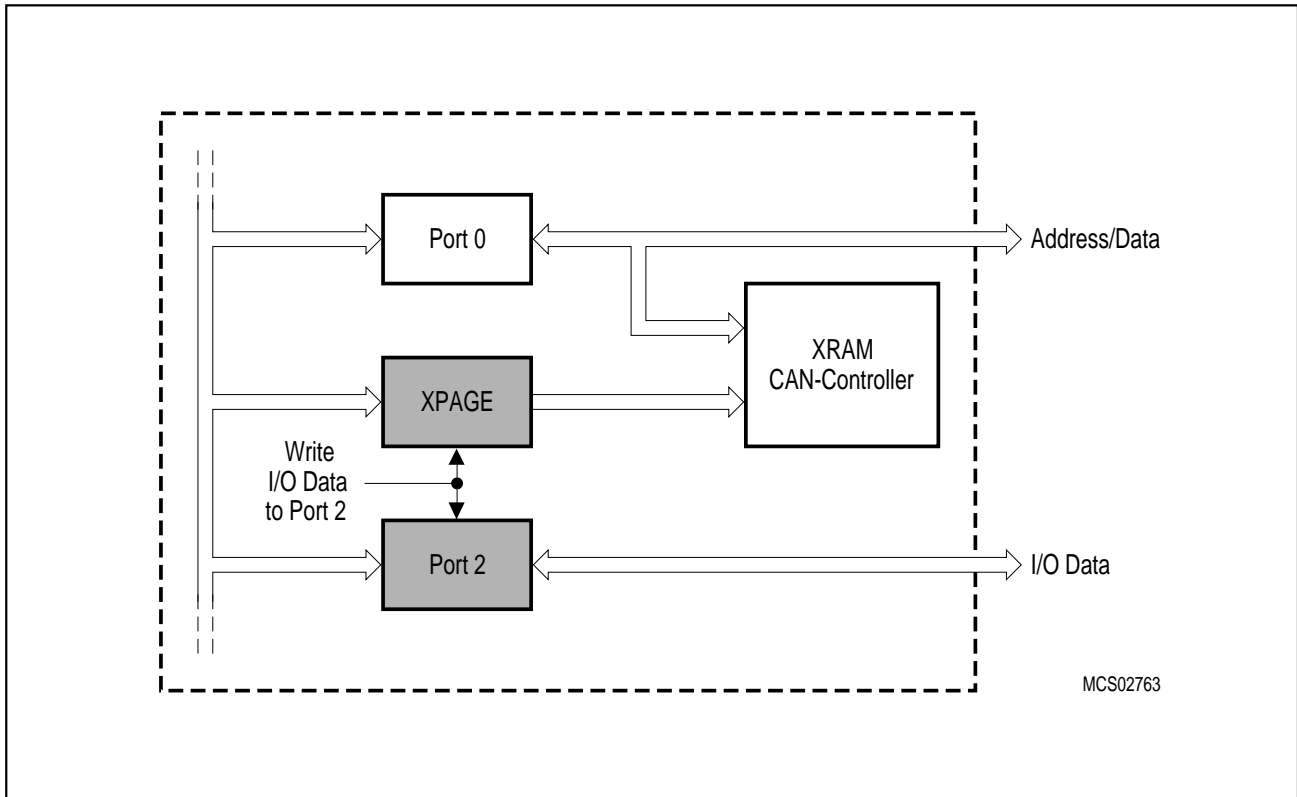 Port 0
Address/Data
XRAM
CAN-Controller
XPAGE
Write
I/O Data
to Port 2
Port 2
I/O Data
MCS02763